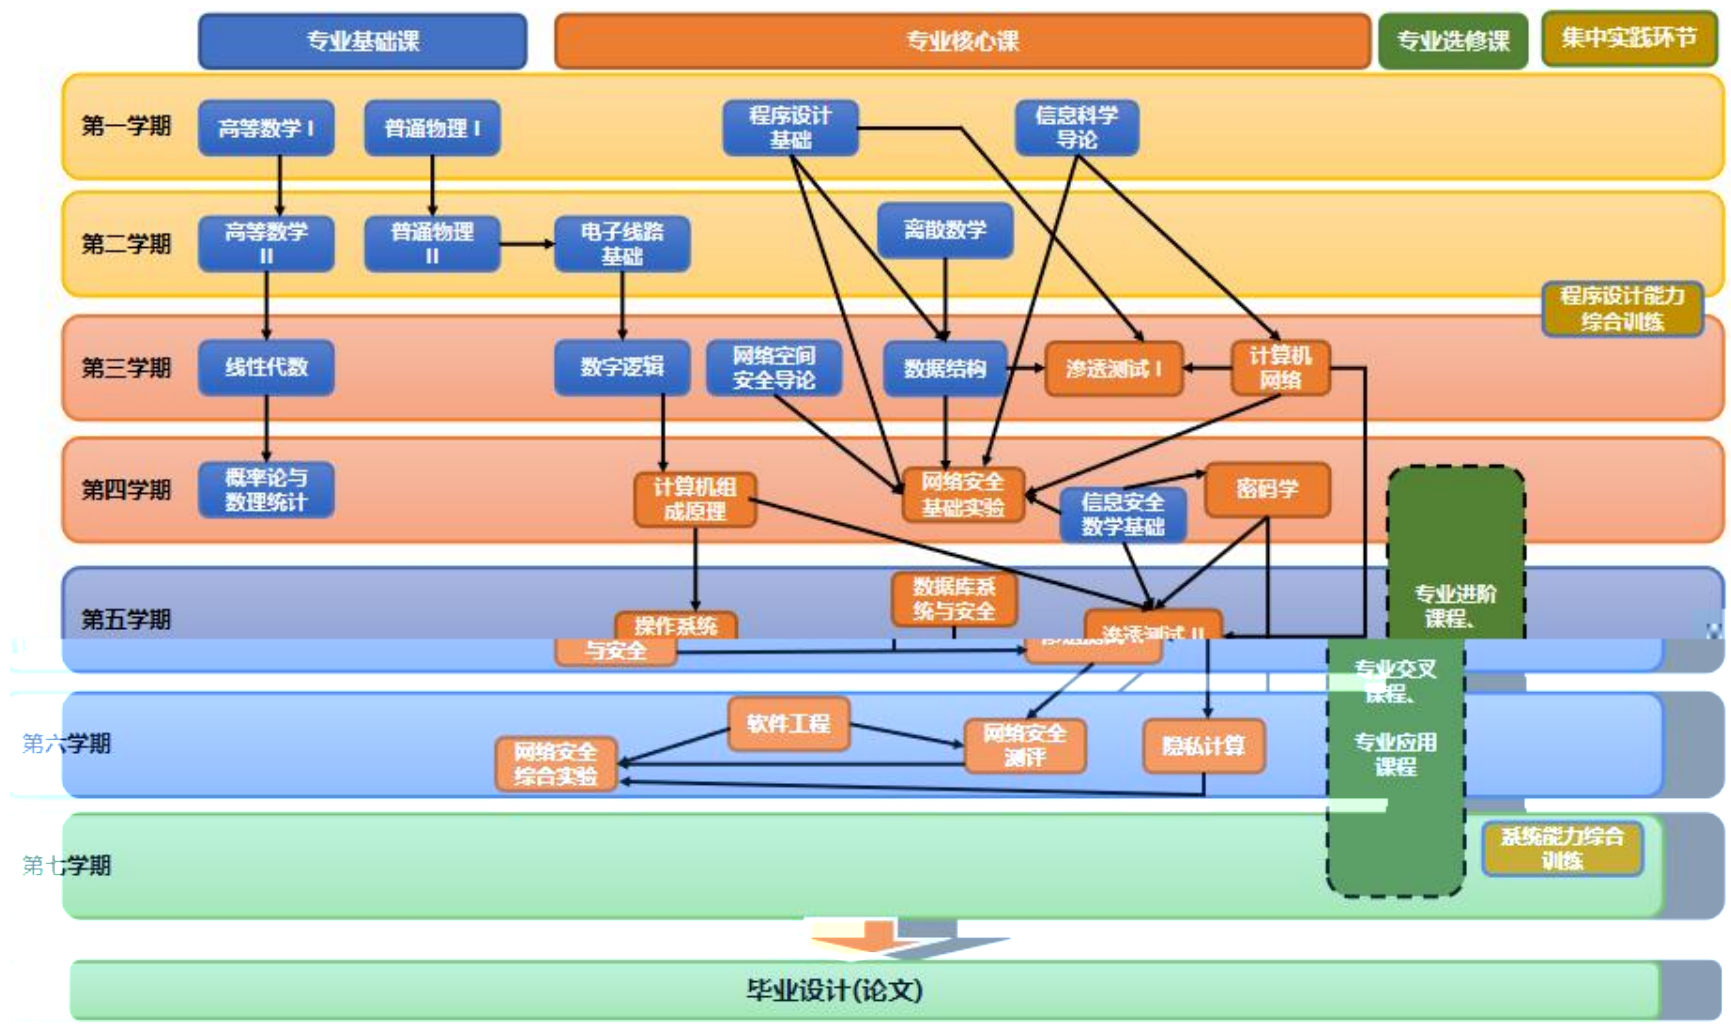 专业基础课
专业核心课
专业选修课
集中实践环节
第一学期
高等数学 I
普通物理 I
程序设计
基础
信息科学
导论
第二学期
高等数学
II
普通物理
II
电子线路
基础
离散数学
程序设计能力
综合训练
第三学期
线性代数
数字逻辑
网络空间
安全导论
数据结构
渗透测试 I
计算机
网络
第四学期
概率论与
数理统计
计算机组
成原理
网络安全
基础实验
信息安全
数学基础
密码学
第五学期
操作系统
与安全
数据库系
统与安全
渗透测试 II
专业进阶
课程、
专业交叉
课程、
专业应用
课程
第六学期
网络安全
综合实验
软件工程
网络安全
测评
隐私计算
第七学期
系统能力综合
训练
毕业设计(论文)